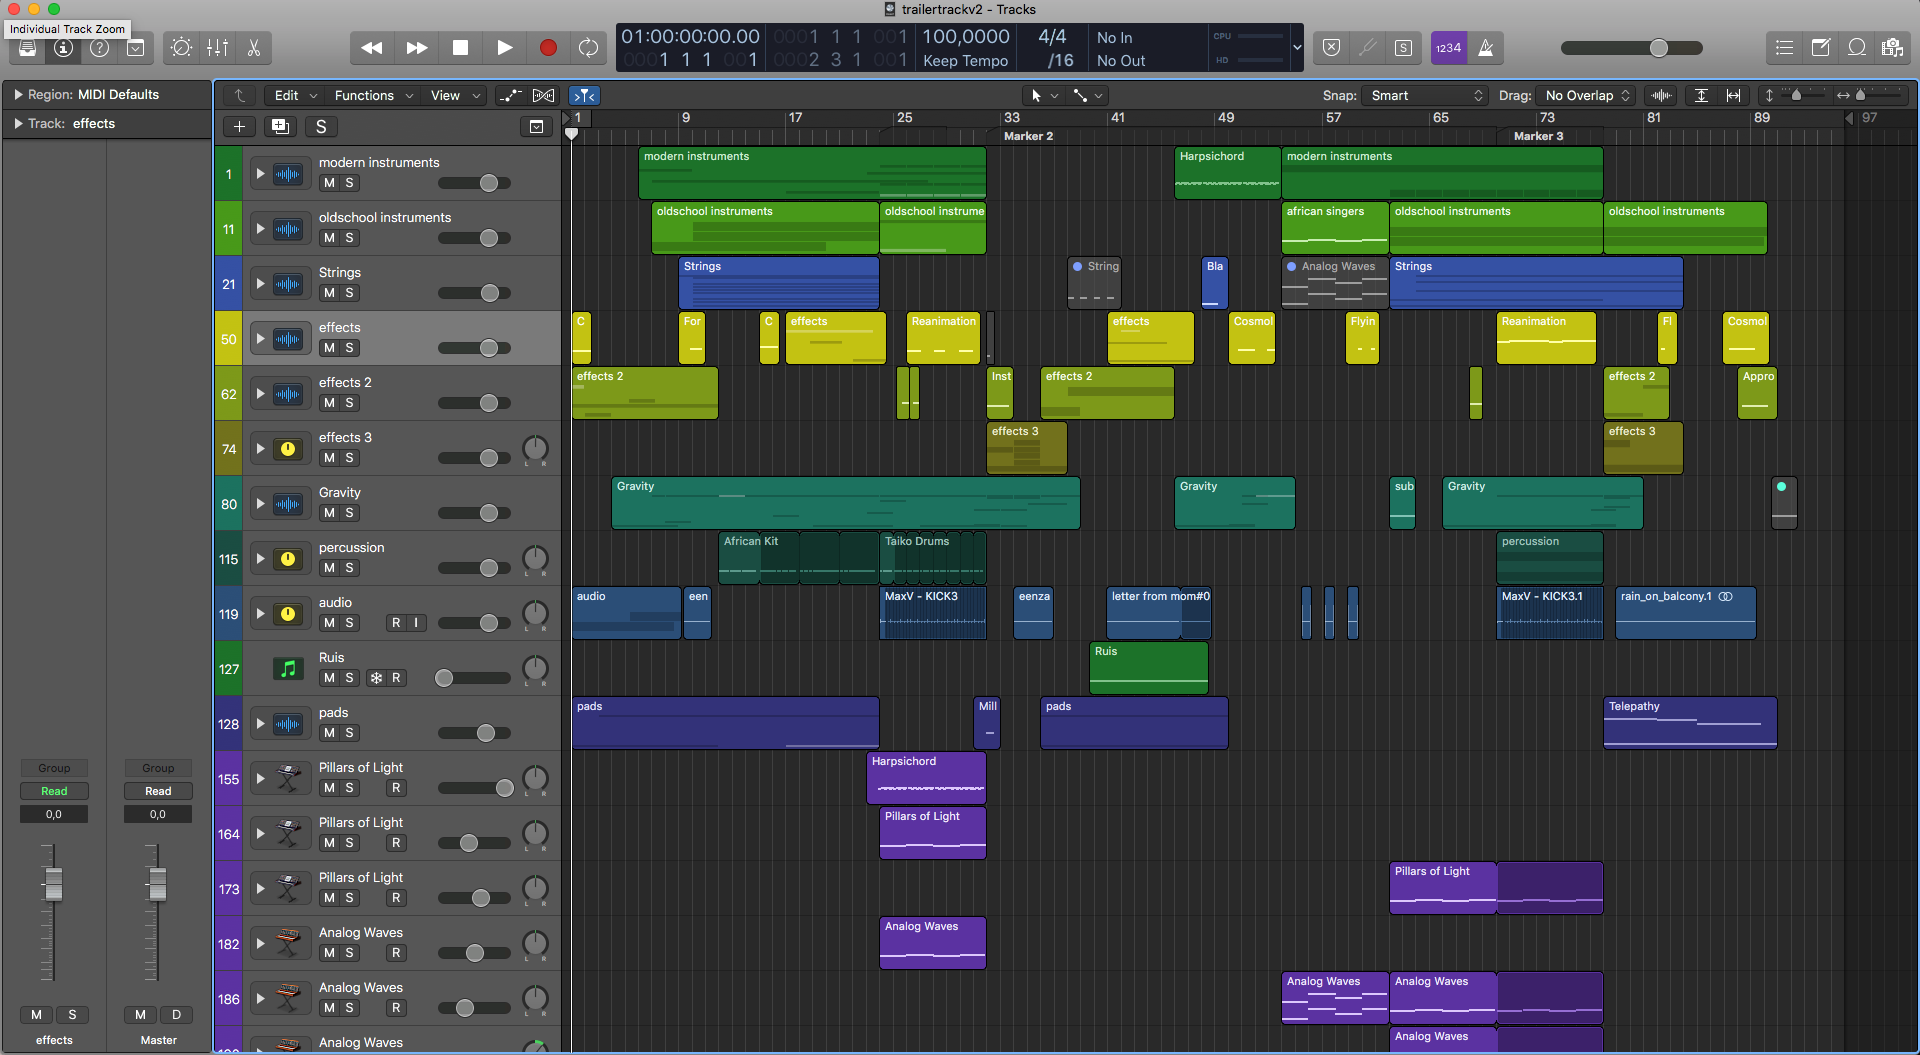 trailertrackv2 - Tracks
Individual Track Zoom
01:00:00:00.00
1 1 1 001
0001 1 1 001
0002 3 1 001
100,0000
Keep Tempo
4/4
/16
No In
No Out
CPU
HD
S
1234
Region: MIDI Defaults
Track: effects
Edit
Functions
View
Snap: Smart
Drag: No Overlap
S
1 9 17 25 33 41 49 57 65 73 81 89 97
Marker 2
Marker 3
1
modern instruments
M S
modern instruments
Harpsichord
modern instruments
11
oldschool instruments
M S
oldschool instruments
oldschool instrume
african singers
oldschool instruments
oldschool instruments
21
Strings
M S
Strings
String
Bla
Analog Waves
Strings
50
effects
M S
C
For
C
effects
Reanimation
effects
Cosmol
Flyin
Reanimation
Fl
Cosmol
62
effects 2
M S
effects 2
Inst
effects 2
effects 2
Appro
74
effects 3
M S
L R
effects 3
effects 3
80
Gravity
M S
Gravity
Gravity
sub
Gravity
115
percussion
M S
L R
African Kit
Taiko Drums
percussion
119
audio
M S R I
L R
audio
een
MaxV - KICK3
eenza
letter from mom#0
MaxV - KICK3.1
rain_on_balcony.1
127
Ruis
M S R
L R
Ruis
128
pads
M S
pads
Mill
pads
Telepathy
155
Pillars of Light
M S R
L R
Harpsichord
164
Pillars of Light
M S R
L R
Pillars of Light
173
Pillars of Light
M S R
L R
Pillars of Light
182
Analog Waves
M S R
L R
Analog Waves
186
Analog Waves
M S R
L R
Analog Waves
Analog Waves
Analog Waves
Analog Waves
Group
Group
Read
Read
0,0
0,0
M S
M D
effects
Master